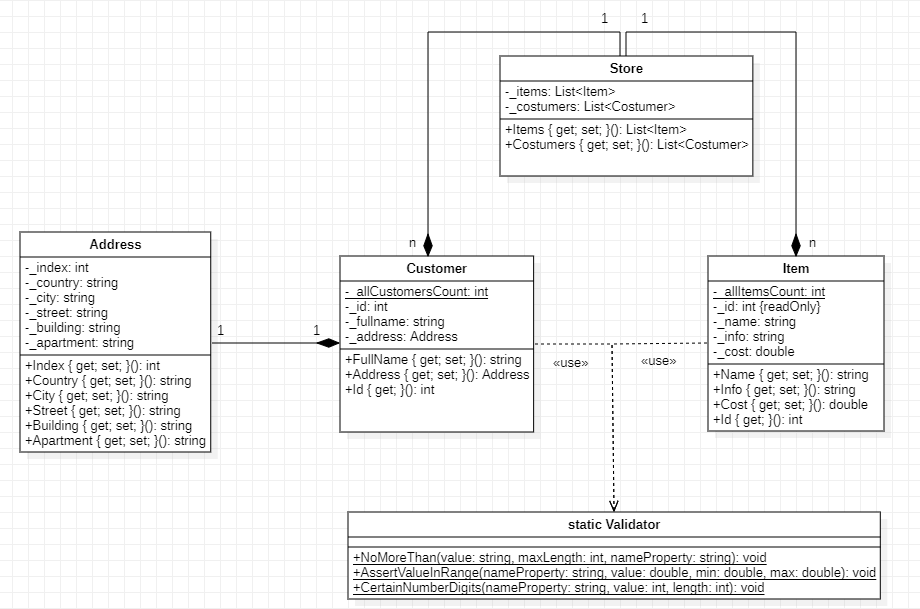 1 1
Store
-_items: List<Item>
-_costumers: List<Costumer>
+Items { get; set; }(): List<Item>
+Costumers { get; set; }(): List<Costumer>
n
n
Address
-_index: int
-_country: string
-_city: string
-_street: string
-_building: string
-_apartment: string
+Index { get; set; }(): int
+Country { get; set; }(): string
+City { get; set; }(): string
+Street { get; set; }(): string
+Building { get; set; }(): string
+Apartment { get; set; }(): string
1
1
Customer
-_allCustomersCount: int
-_id: int
-_fullname: string
-_address: Address
+FullName { get; set; }(): string
+Address { get; set; }(): Address
+Id { get; }(): int
«use»
«use»
Item
-_allItemsCount: int
-_id: int {readOnly}
-_name: string
-_info: string
-_cost: double
+Name { get; set; }(): string
+Info { get; set; }(): string
+Cost { get; set; }(): double
+Id { get; }(): int
static Validator
+NoMoreThan(value: string, maxLength: int, nameProperty: string): void
+AssertValueInRange(nameProperty: string, value: double, min: double, max: double): void
+CertainNumberDigits(nameProperty: string, value: int, length: int): void